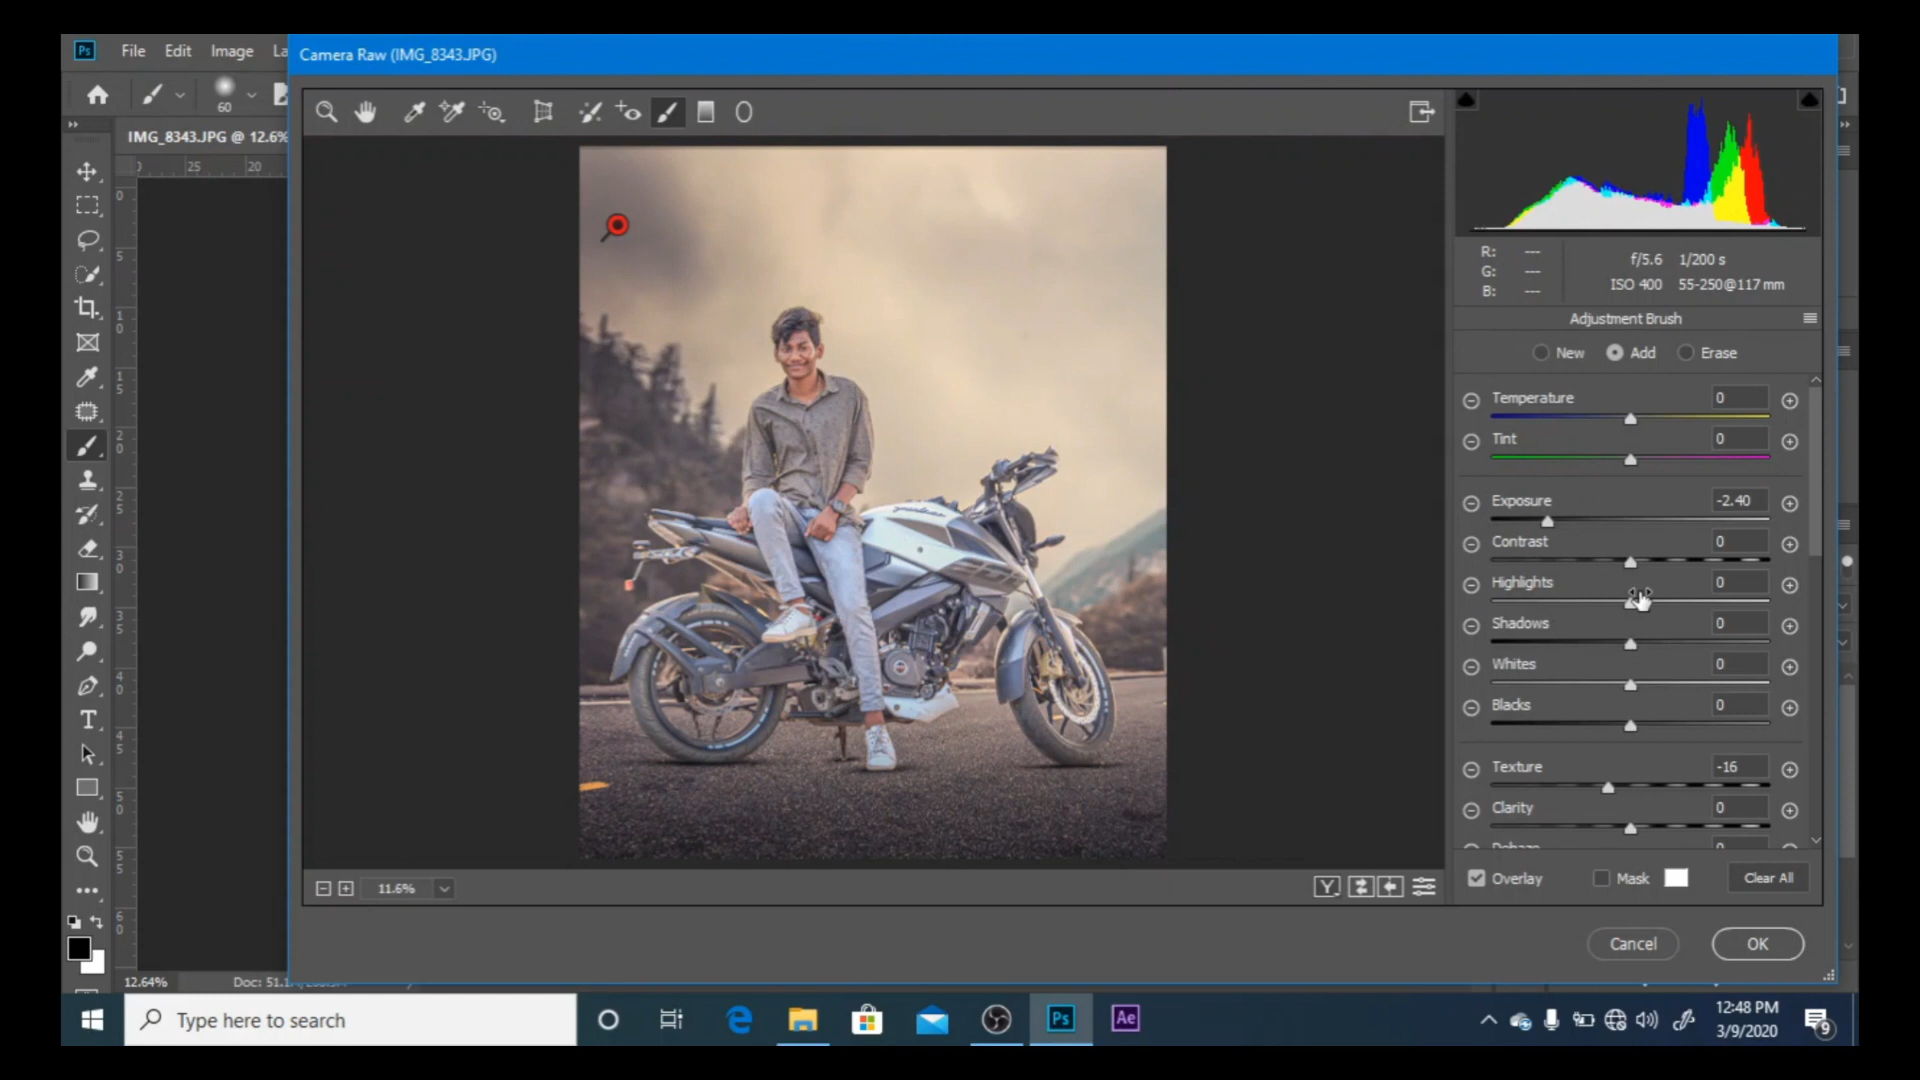 Ps File Edit Image La
Camera Raw (IMG_8343.JPG)
60
IMG_8343.JPG @ 12.6%
25 20
R: ---
G: ---
B: ---
f/5.6 1/200 s
ISO 400 55-250@117 mm
Adjustment Brush
New Add Erase
Temperature 0
Tint 0
Exposure -2.40
Contrast 0
Highlights 0
Shadows 0
Whites 0
Blacks 0
Texture -16
Clarity 0
Overlay Mask Clear All
11.6%
Y
Cancel OK
12.64% Doc: 51.1
Type here to search
Ps Ae
12:48 PM
3/9/2020
9